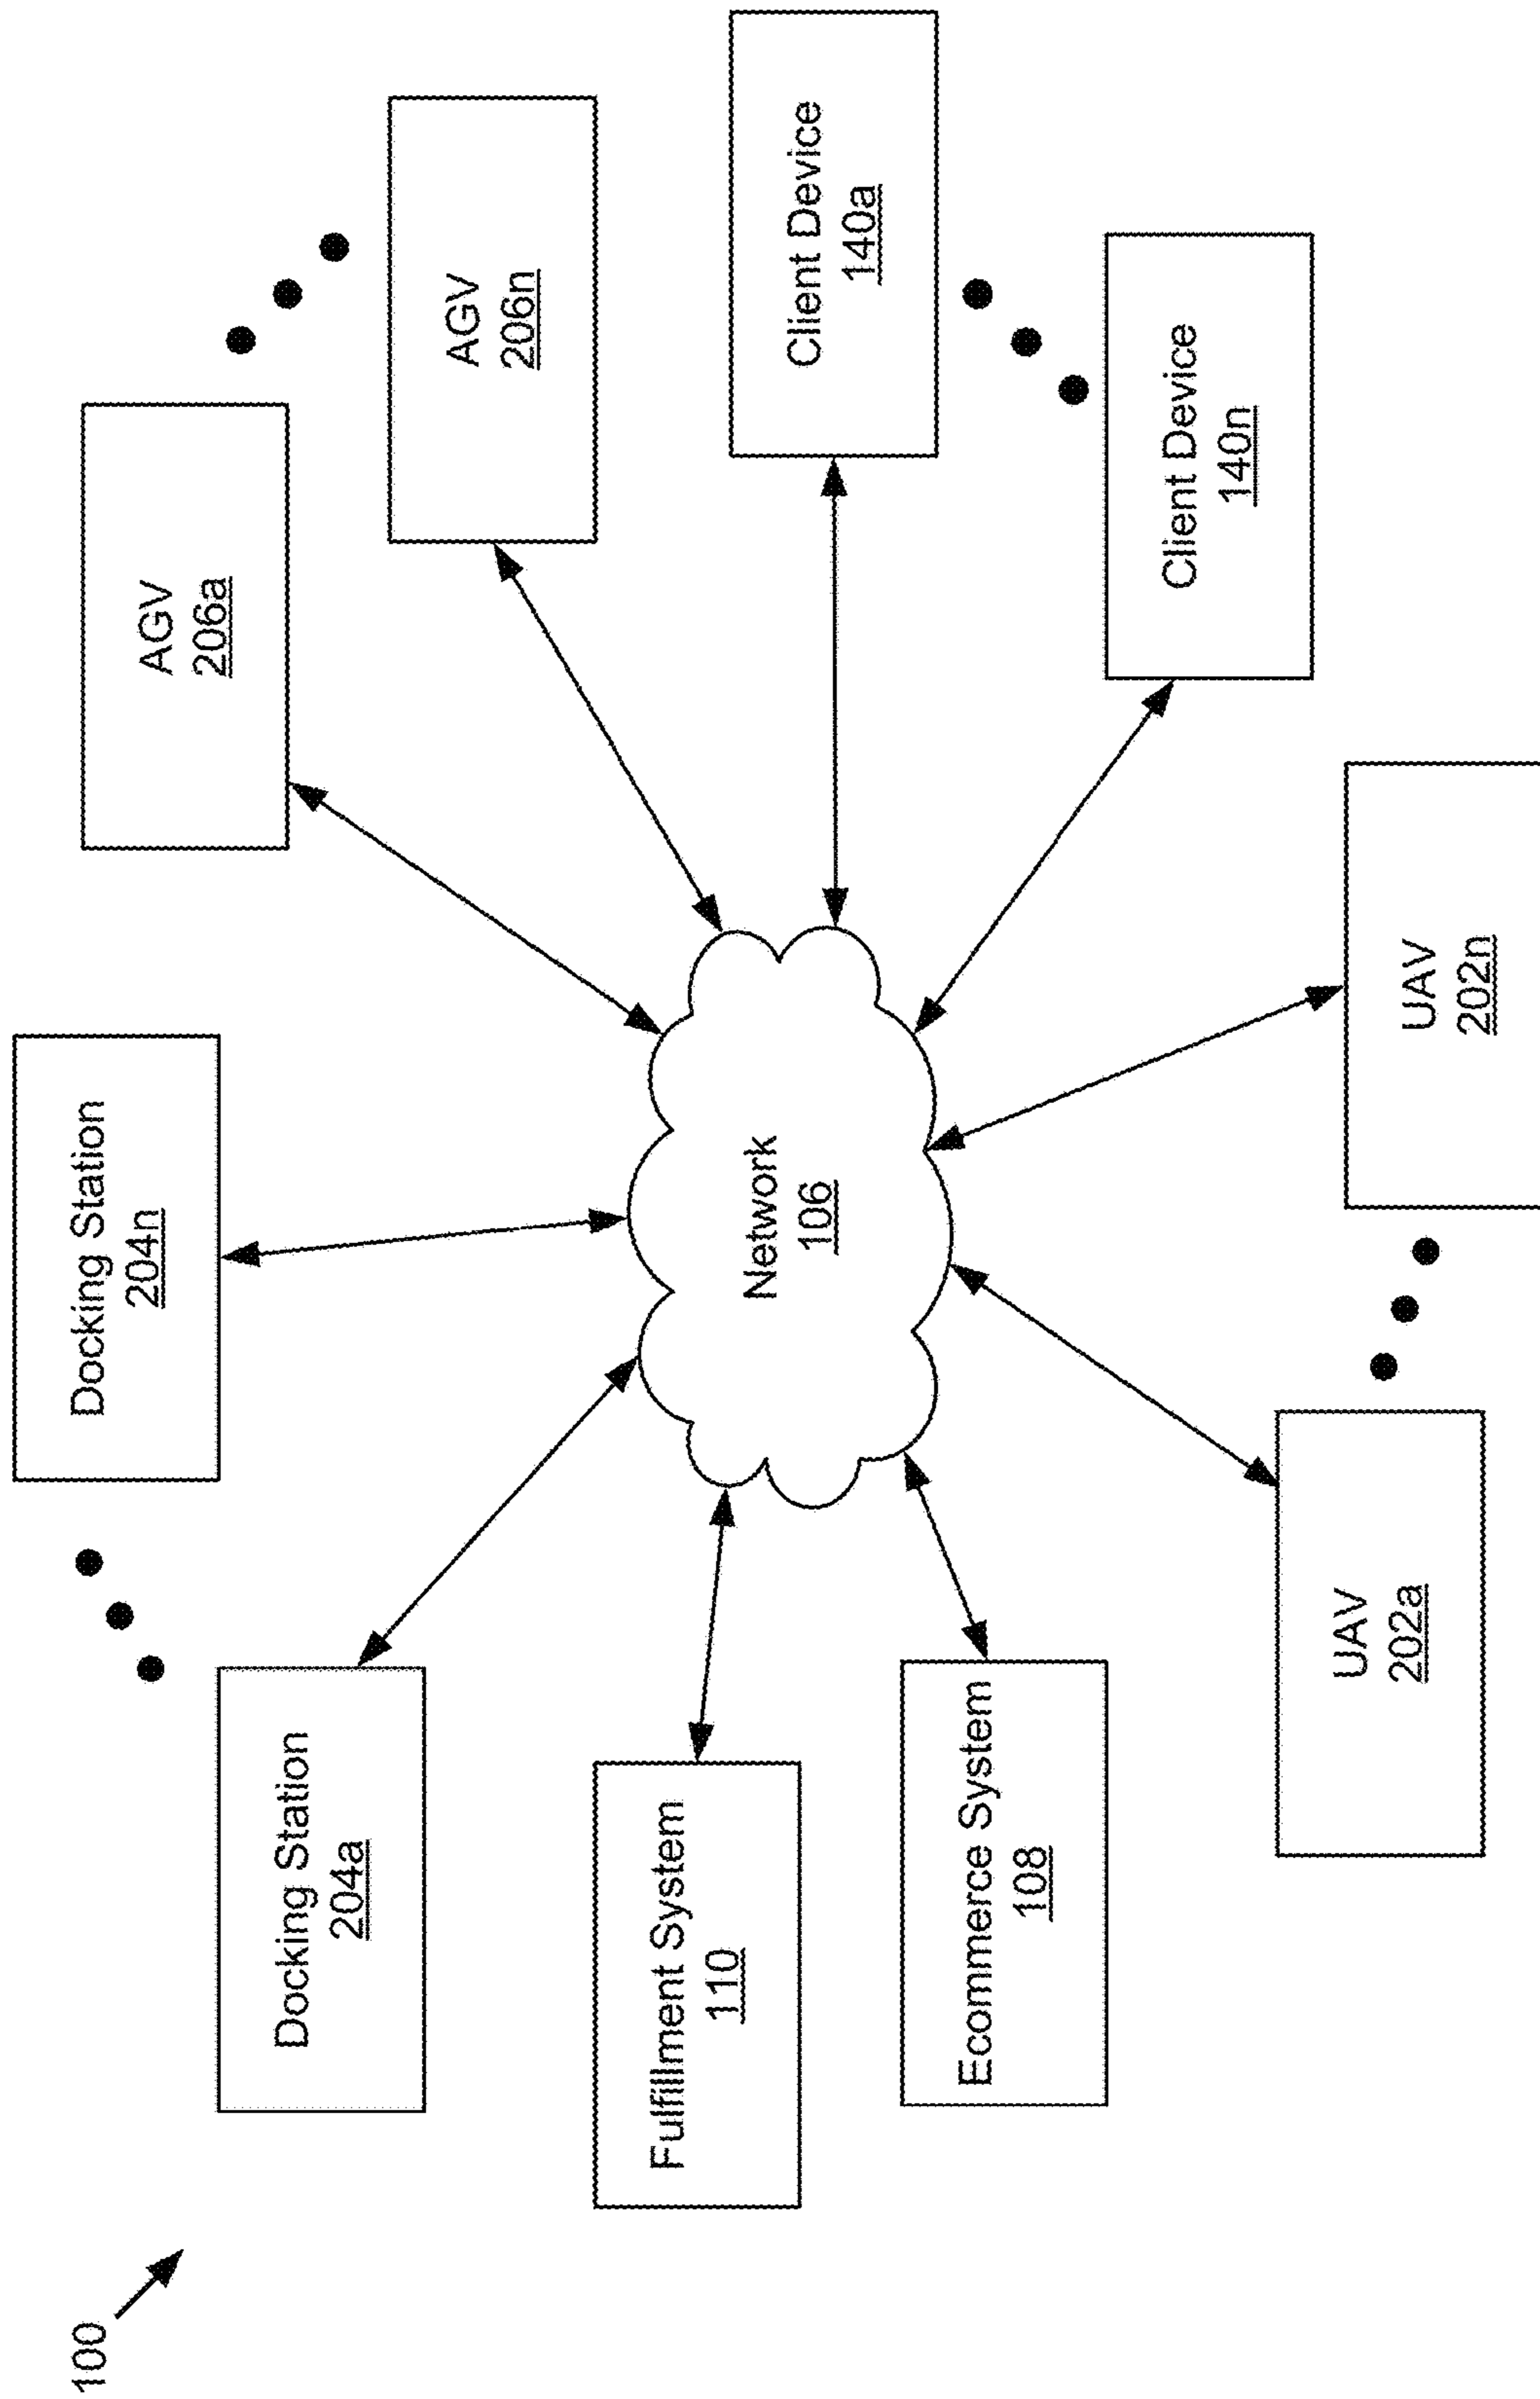 100
Docking Station
204a
Docking Station
204n
AGV
206a
AGV
206n
Fulfillment System
110
Network
106
Client Device
140a
Ecommerce System
108
Client Device
140n
UAV
202a
UAV
202n